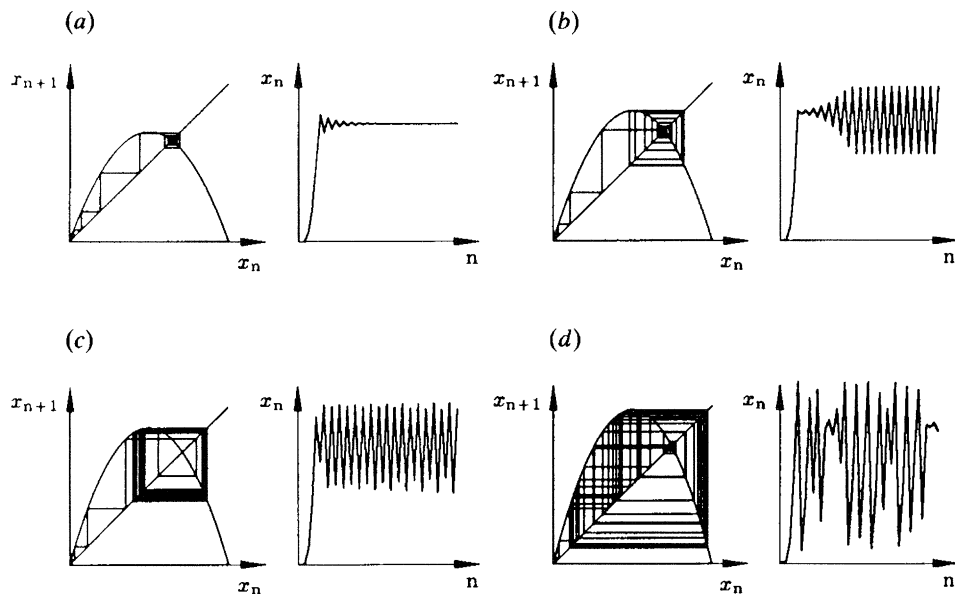 (a)
x_{n+1}
x_n
x_n
n
(b)
x_{n+1}
x_n
x_n
n
(c)
x_{n+1}
x_n
x_n
n
(d)
x_{n+1}
x_n
x_n
n